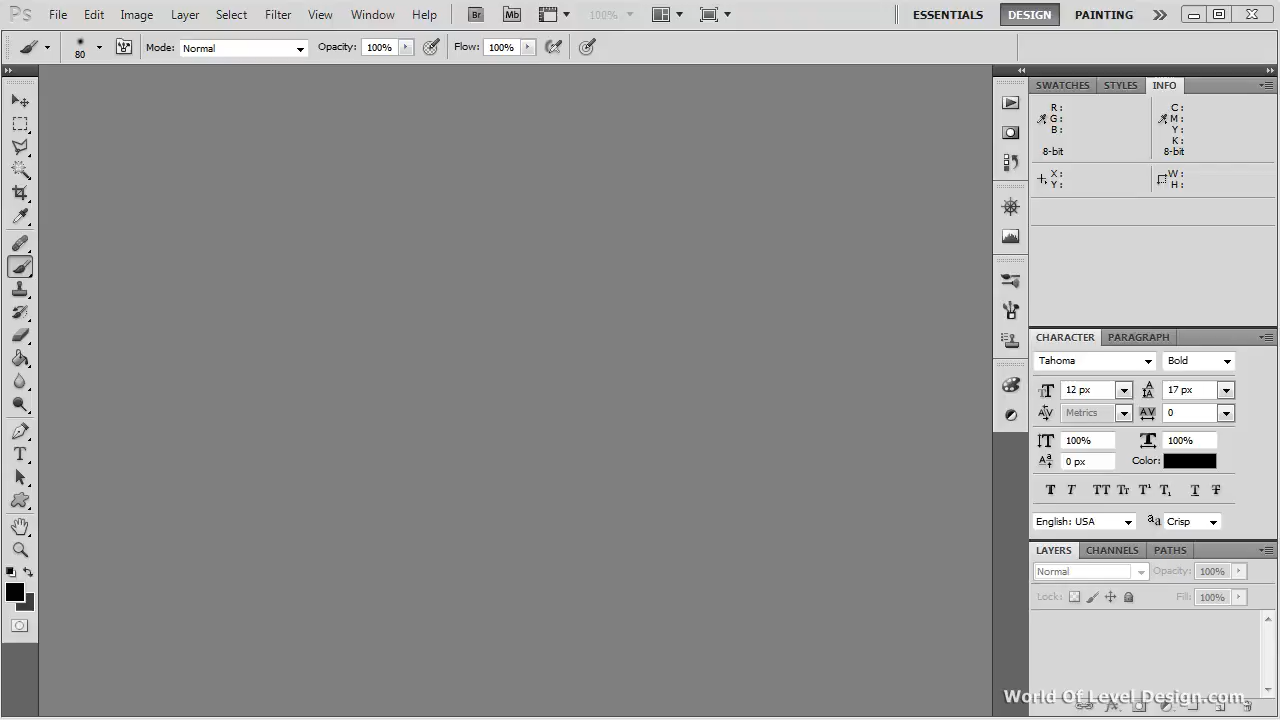 Ps File Edit Image Layer Select Filter View Window Help Br Mb 100% ESSENTIALS DESIGN PAINTING
80 Mode: Normal Opacity: 100% Flow: 100%
SWATCHES STYLES INFO
R: C:
G: M:
B: Y:
K:
8-bit 8-bit
X: W:
Y: H:
CHARACTER PARAGRAPH
Tahoma Bold
12 px 17 px
Metrics 0
100% 100%
0 px Color:
T T TT Tr T¹ T₁ T T
English: USA aa Crisp
LAYERS CHANNELS PATHS
Normal Opacity: 100%
Lock: Fill: 100%
World Of Level Design.com